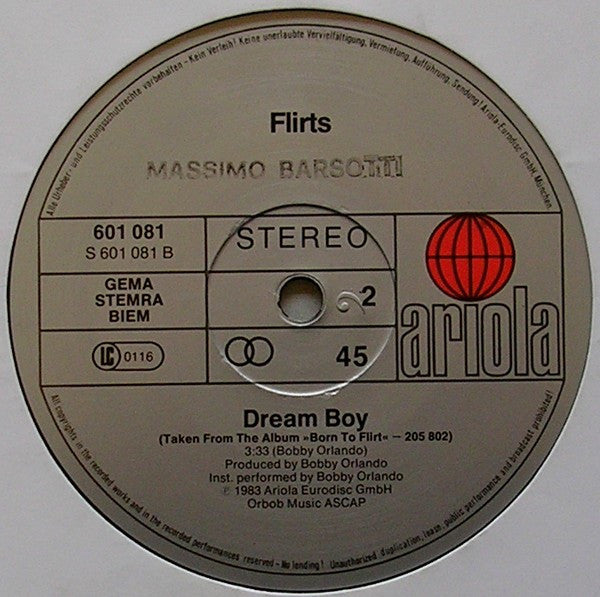 Alle Urheber- und Leistungsschutzrechte vorbehalten - Kein Verleih! Keine unerlaubte Vervielfältigung, Vermietung, Aufführung, Sendung! Ariola-Eurodisc GmbH, München
Flirts
MASSIMO BARSOTTI
601 081
S 601 081 B
STEREO
GEMA
STEMRA
BIEM
2
LC 0116
45
ariola
Dream Boy
(Taken From The Album »Born To Flirt« – 205 802)
3:33 (Bobby Orlando)
Produced by Bobby Orlando
Inst. performed by Bobby Orlando
℗ 1983 Ariola Eurodisc GmbH
Orbob Music ASCAP
All copyrights in the recorded works and in the recorded performances reserved - No lending! Unauthorized duplication, lease, public performance and broadcast prohibited!